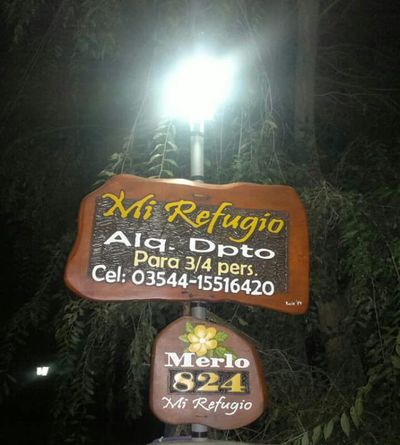 Mi Refugio
Alq. Dpto
Para 3/4 pers.
Cel: 03544-15516420
Merlo
824
Mi Refugio